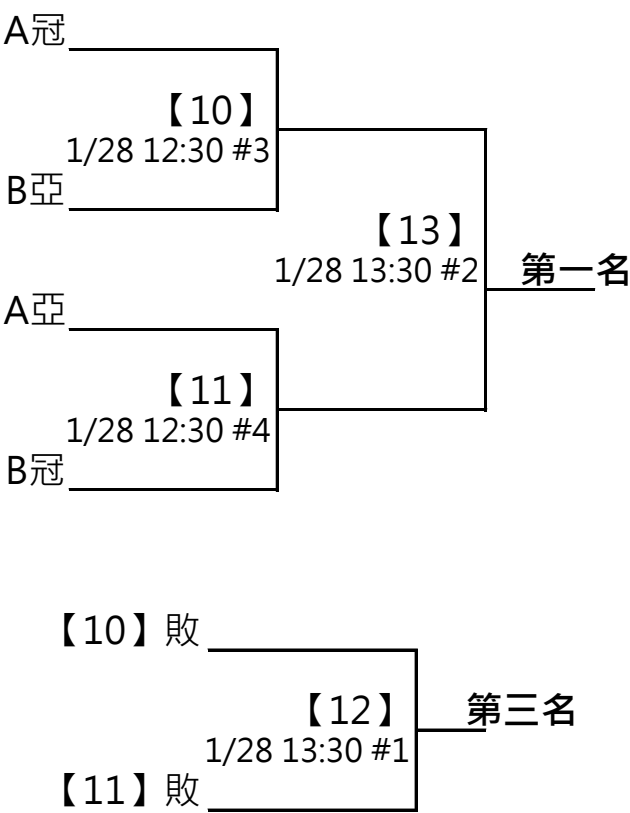 A冠
【10】
1/28 12:30 #3
B亞
【13】
1/28 13:30 #2
第一名
A亞
【11】
1/28 12:30 #4
B冠
【10】敗
【12】
1/28 13:30 #1
第三名
【11】敗